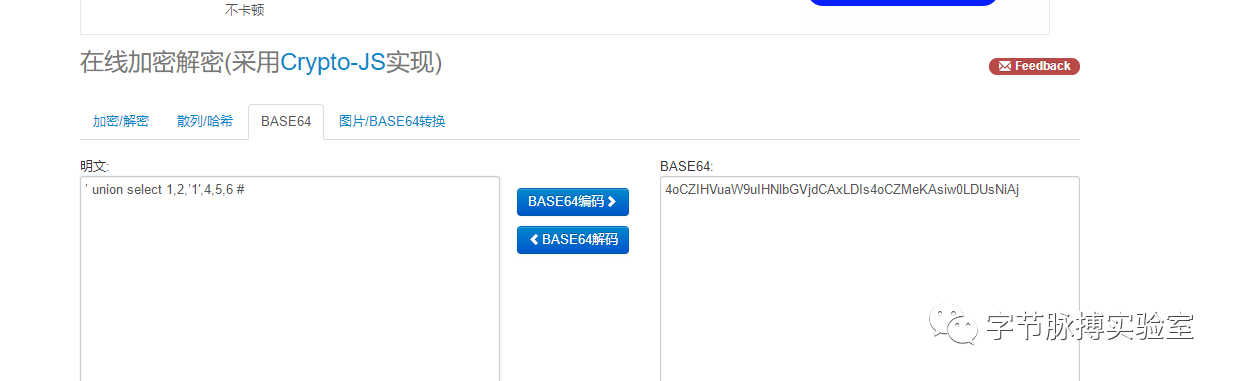 不卡顿
在线加密解密(采用Crypto-JS实现)
Feedback
加密/解密 散列/哈希 BASE64 图片/BASE64转换
明文: BASE64:
’ union select 1,2,’1′,4,5,6 #
BASE64编码
BASE64解码
4oCZIHVuaW9uIHNlbGVjdCAxLDIs4oCZMeKAsiw0LDUsNiAj
字节脉搏实验室